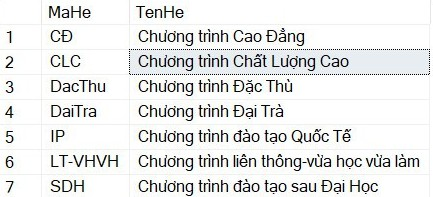 MaHe TenHe
1 CĐ Chương trình Cao Đẳng
2 CLC Chương trình Chất Lượng Cao
3 DacThu Chương trình Đặc Thù
4 DaiTra Chương trình Đại Trà
5 IP Chương trình đào tạo Quốc Tế
6 LT-VHVH Chương trình liên thông-vừa học vừa làm
7 SDH Chương trình đào tạo sau Đại Học